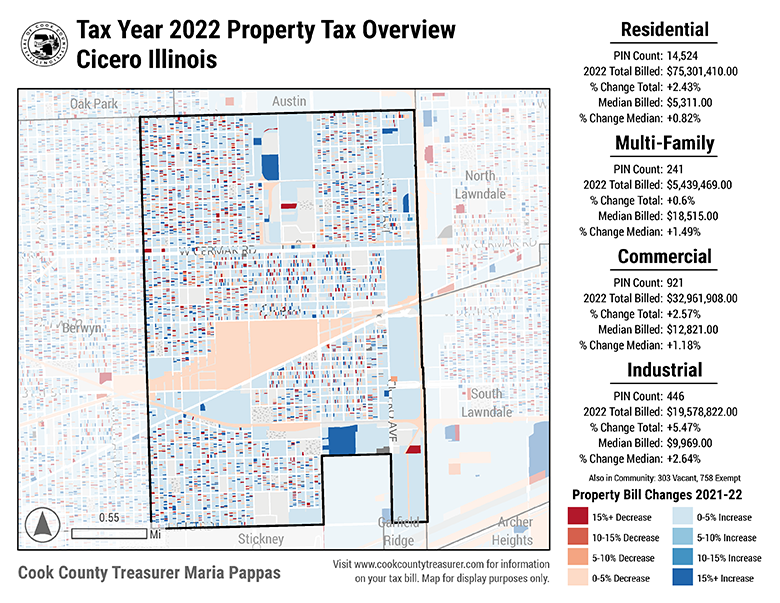 Tax Year 2022 Property Tax Overview
Cicero Illinois
Oak Park
Austin
North
Lawndale
W CERMAK RD
Berwyn
South
Lawndale
Stickney
Garfield
Ridge
Archer
Heights
0.55
Mi
Cook County Treasurer Maria Pappas
Visit www.cookcountytreasurer.com for information
on your tax bill. Map for display purposes only.
Residential
PIN Count: 14,524
2022 Total Billed: $75,301,410.00
% Change Total: +2.43%
Median Billed: $5,311.00
% Change Median: +0.82%
Multi-Family
PIN Count: 241
2022 Total Billed: $5,439,469.00
% Change Total: +0.6%
Median Billed: $18,515.00
% Change Median: +1.49%
Commercial
PIN Count: 921
2022 Total Billed: $32,961,908.00
% Change Total: +2.57%
Median Billed: $12,821.00
% Change Median: +1.18%
Industrial
PIN Count: 446
2022 Total Billed: $19,578,822.00
% Change Total: +5.47%
Median Billed: $9,969.00
% Change Median: +2.64%
Also in Community: 303 Vacant, 758 Exempt
Property Bill Changes 2021-22
15%+ Decrease
10-15% Decrease
5-10% Decrease
0-5% Decrease
0-5% Increase
5-10% Increase
10-15% Increase
15%+ Increase